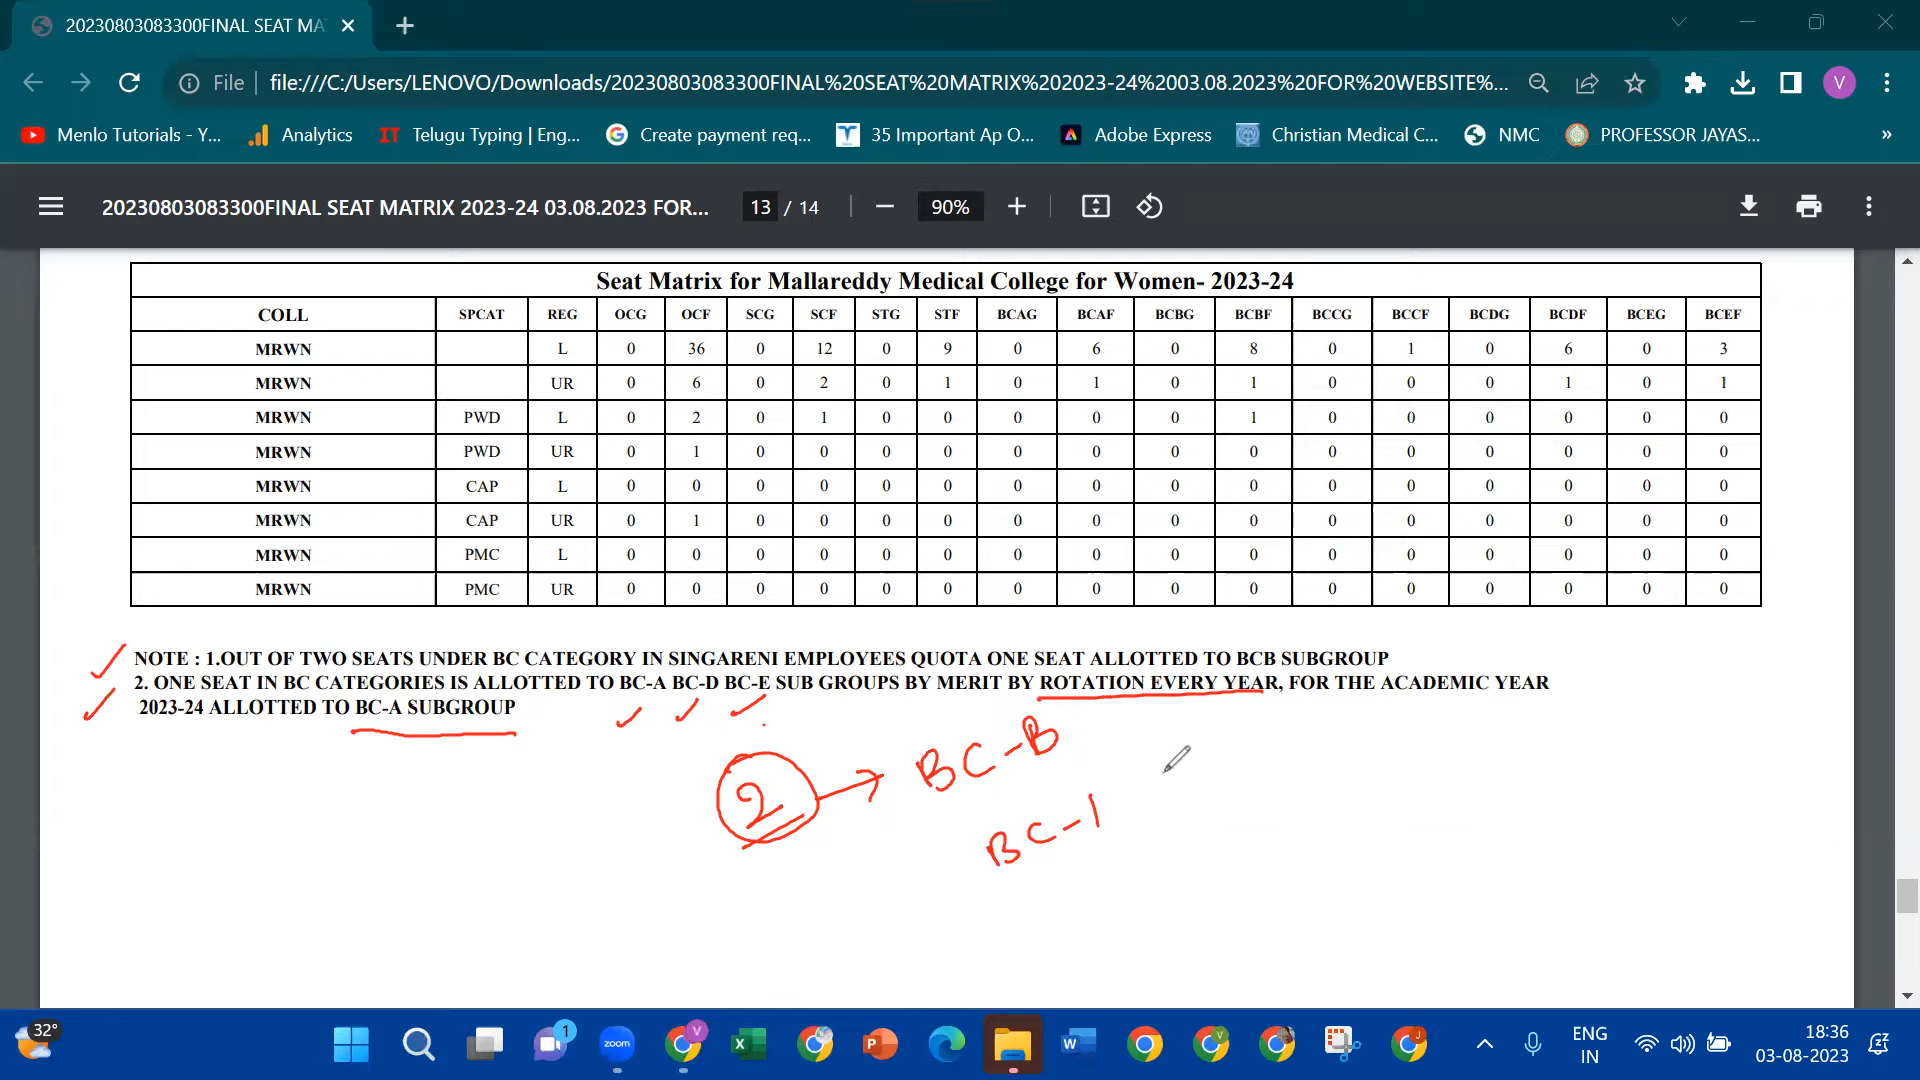 20230803083300FINAL SEAT MA
File file:///C:/Users/LENOVO/Downloads/20230803083300FINAL%20SEAT%20MATRIX%202023-24%2003.08.2023%20FOR%20WEBSITE%... V
Menlo Tutorials - Y... Analytics Telugu Typing | Eng... Create payment req... 35 Important Ap O... Adobe Express Christian Medical C... NMC PROFESSOR JAYAS... »
20230803083300FINAL SEAT MATRIX 2023-24 03.08.2023 FOR... 13 / 14 90%
Seat Matrix for Mallareddy Medical College for Women- 2023-24
COLL SPCAT REG OCG OCF SCG SCF STG STF BCAG BCAF BCBG BCBF BCCG BCCF BCDG BCDF BCEG BCEF
MRWN L 0 36 0 12 0 9 0 6 0 8 0 1 0 6 0 3
MRWN UR 0 6 0 2 0 1 0 1 0 1 0 0 0 1 0 1
MRWN PWD L 0 2 0 1 0 0 0 0 0 1 0 0 0 0 0 0
MRWN PWD UR 0 1 0 0 0 0 0 0 0 0 0 0 0 0 0 0
MRWN CAP L 0 0 0 0 0 0 0 0 0 0 0 0 0 0 0 0
MRWN CAP UR 0 1 0 0 0 0 0 0 0 0 0 0 0 0 0 0
MRWN PMC L 0 0 0 0 0 0 0 0 0 0 0 0 0 0 0 0
MRWN PMC UR 0 0 0 0 0 0 0 0 0 0 0 0 0 0 0 0
NOTE : 1.OUT OF TWO SEATS UNDER BC CATEGORY IN SINGARENI EMPLOYEES QUOTA ONE SEAT ALLOTTED TO BCB SUBGROUP
2. ONE SEAT IN BC CATEGORIES IS ALLOTTED TO BC-A BC-D BC-E SUB GROUPS BY MERIT BY ROTATION EVERY YEAR, FOR THE ACADEMIC YEAR
2023-24 ALLOTTED TO BC-A SUBGROUP
2 → BC-B
BC-1
32° 1 zoom V X P W V J ENG 18:36
IN 03-08-2023